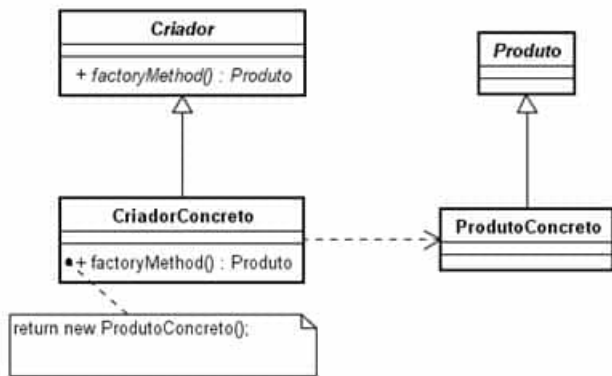 Criador
+ factoryMethod() : Produto
Produto
CriadorConcreto
+ factoryMethod() : Produto
ProdutoConcreto
return new ProdutoConcreto();